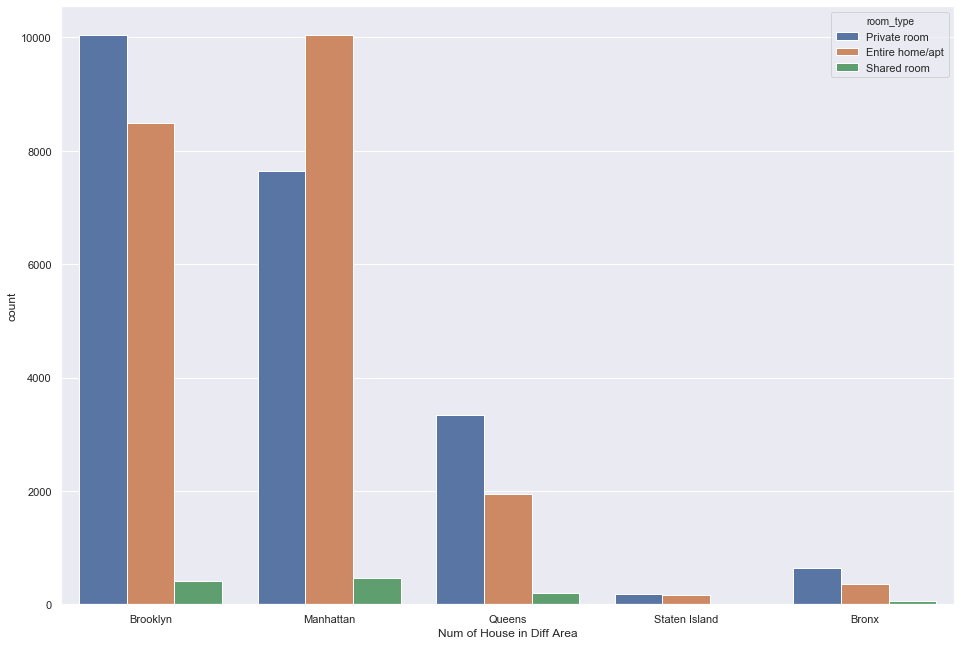 room_type
Private room
Entire home/apt
Shared room
10000
8000
6000
4000
2000
0
count
Brooklyn Manhattan Queens Staten Island Bronx
Num of House in Diff Area